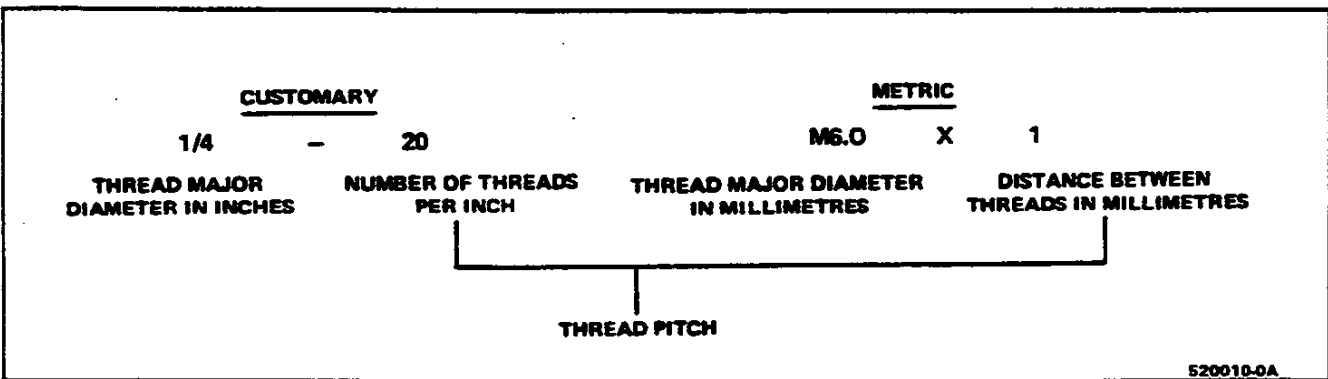 CUSTOMARY
METRIC
1/4 – 20
M6.0 X 1
THREAD MAJOR
DIAMETER IN INCHES
NUMBER OF THREADS
PER INCH
THREAD MAJOR DIAMETER
IN MILLIMETRES
DISTANCE BETWEEN
THREADS IN MILLIMETRES
THREAD PITCH
520010-0A